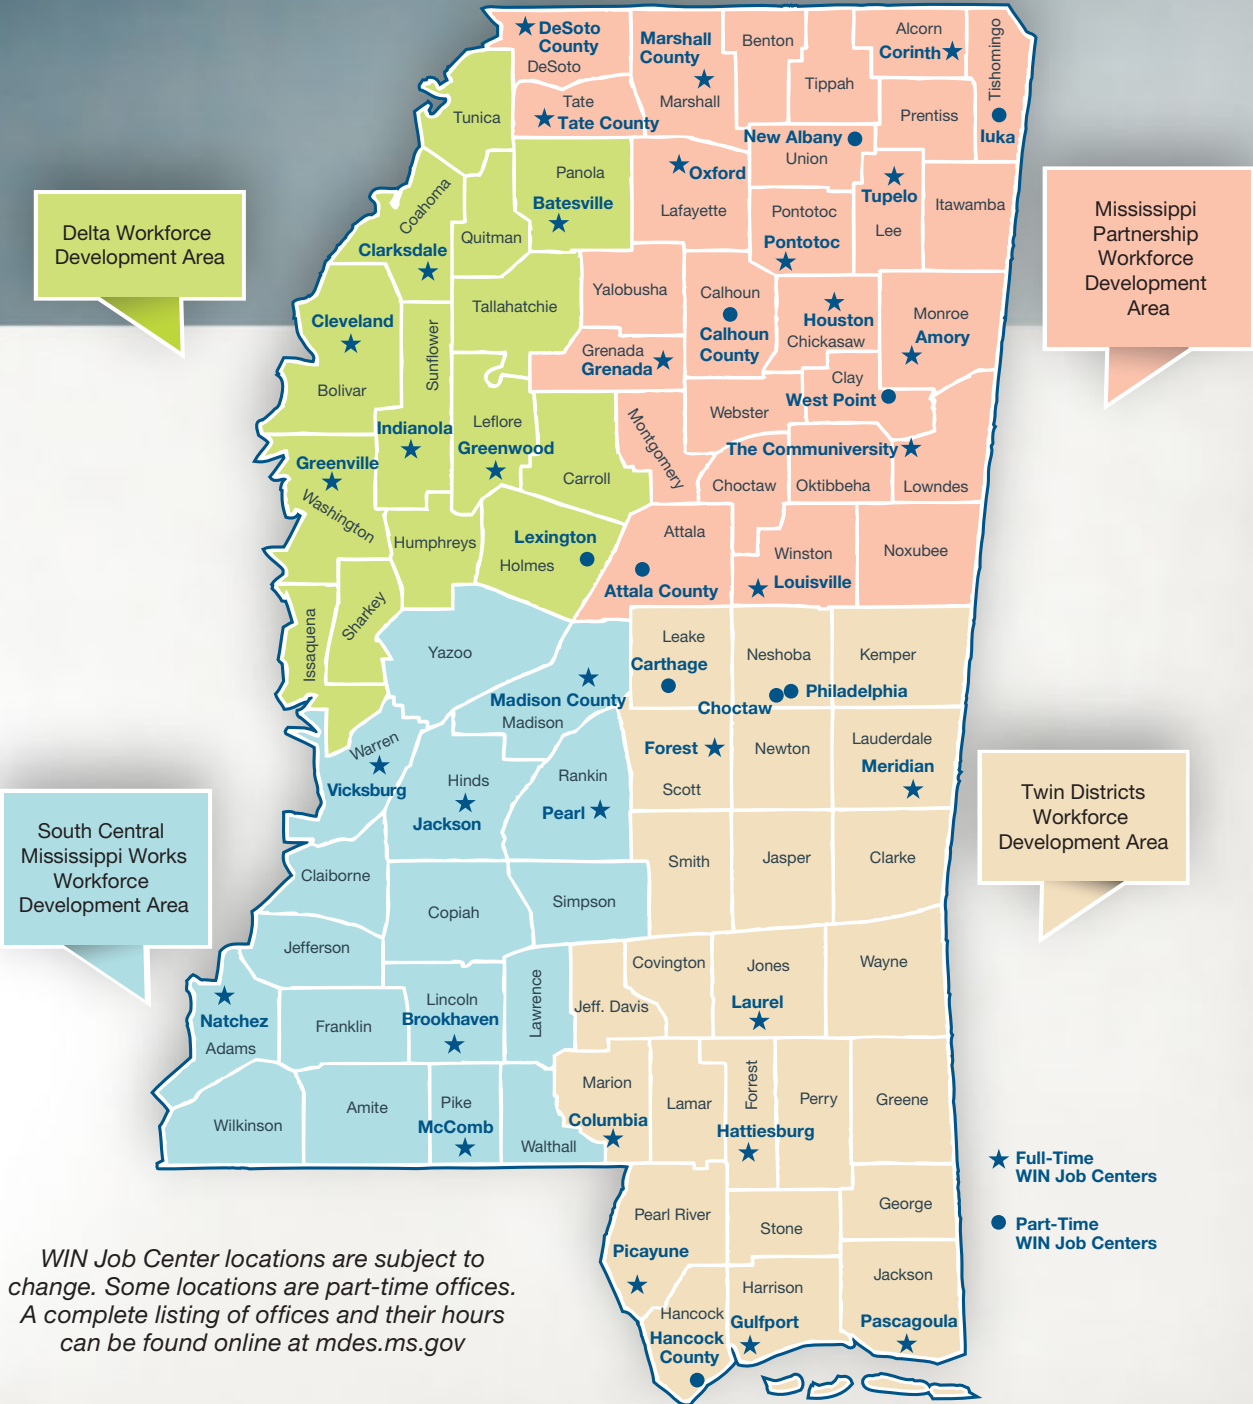 DeSoto
County
DeSoto
Marshall
County
Marshall
Benton
Tippah
Alcorn
Corinth
Tishomingo
Iuka
Prentiss
Tunica
Tate
Tate County
New Albany
Union
Panola
Batesville
Oxford
Lafayette
Tupelo
Lee
Itawamba
Pontotoc
Pontotoc
Coahoma
Clarksdale
Quitman
Delta Workforce
Development Area
Mississippi
Partnership
Workforce
Development
Area
Tallahatchie
Yalobusha
Calhoun
Calhoun
County
Houston
Chickasaw
Monroe
Amory
Cleveland
Bolivar
Sunflower
Indianola
Grenada
Grenada
Clay
West Point
Webster
Montgomery
Leflore
Greenwood
Carroll
The Communiversity
Choctaw
Oktibbeha
Lowndes
Greenville
Washington
Humphreys
Lexington
Holmes
Attala
Attala County
Winston
Louisville
Noxubee
Issaquena
Sharkey
Yazoo
Madison County
Madison
Leake
Carthage
Neshoba
Philadelphia
Choctaw
Kemper
Warren
Vicksburg
Hinds
Jackson
Rankin
Pearl
Forest
Scott
Newton
Lauderdale
Meridian
South Central
Mississippi Works
Workforce
Development Area
Twin Districts
Workforce
Development Area
Claiborne
Copiah
Simpson
Smith
Jasper
Clarke
Jefferson
Natchez
Adams
Franklin
Lincoln
Brookhaven
Lawrence
Jeff. Davis
Covington
Jones
Laurel
Wayne
Wilkinson
Amite
Pike
McComb
Walthall
Marion
Columbia
Lamar
Forrest
Hattiesburg
Perry
Greene
Pearl River
Picayune
Stone
George
Hancock
Hancock
County
Harrison
Gulfport
Jackson
Pascagoula
Full-Time
WIN Job Centers
Part-Time
WIN Job Centers
WIN Job Center locations are subject to
change. Some locations are part-time offices.
A complete listing of offices and their hours
can be found online at mdes.ms.gov